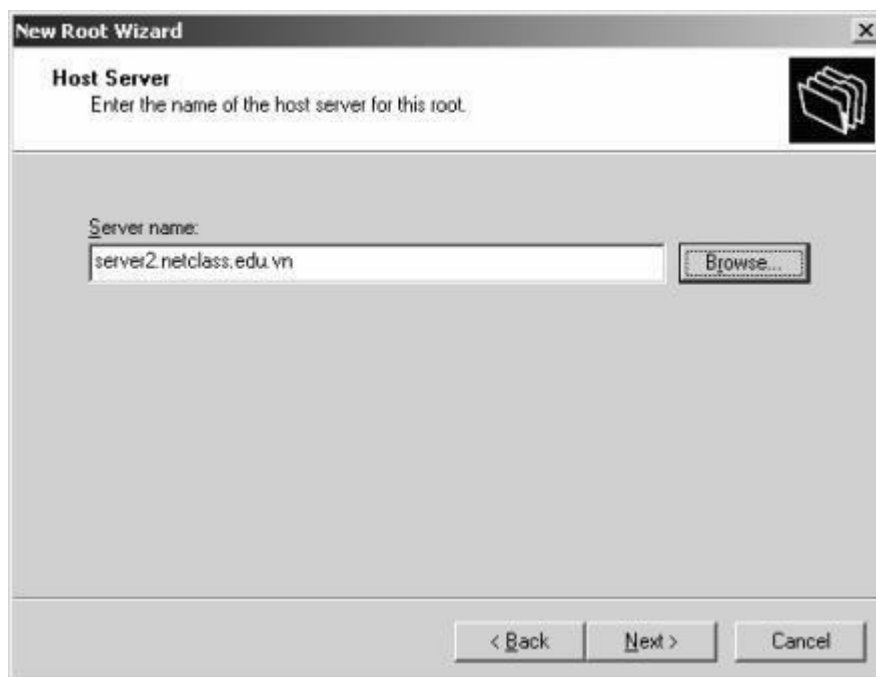 New Root Wizard
Host Server
Enter the name of the host server for this root.
Server name:
server2.netclass.edu.vn
Browse...
< Back
Next >
Cancel